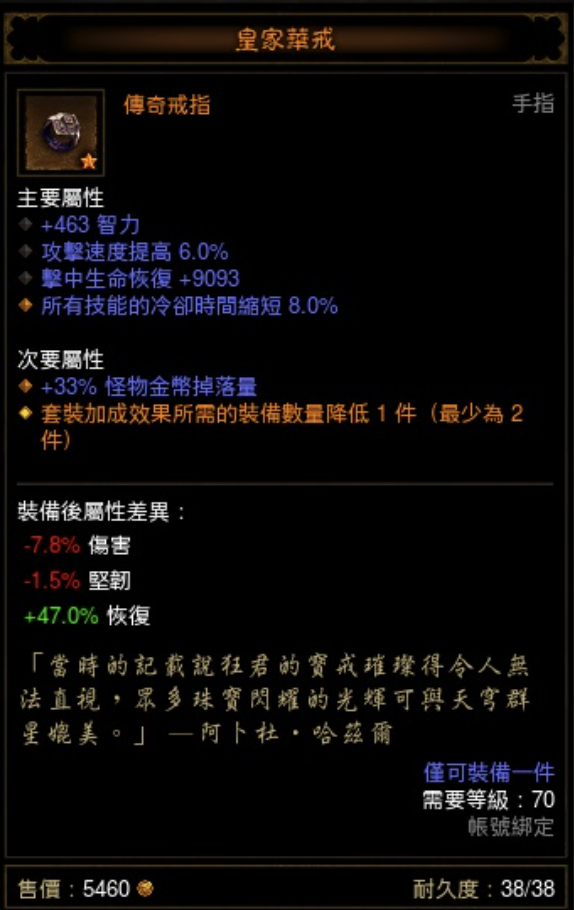 皇家華戒
傳奇戒指
手指
主要屬性
+463 智力
攻擊速度提高 6.0%
擊中生命恢復 +9093
所有技能的冷卻時間縮短 8.0%
次要屬性
+33% 怪物金幣掉落量
套裝加成效果所需的裝備數量降低 1 件（最少為 2
件）
裝備後屬性差異：
-7.8% 傷害
-1.5% 堅韌
+47.0% 恢復
「當時的記載說狂君的寶戒璀璨得令人無
法直視，眾多珠寶閃耀的光輝可與天穹群
星媲美。」 — 阿卜杜・哈茲爾
僅可裝備一件
需要等級：70
帳號綁定
售價：5460
耐久度：38/38